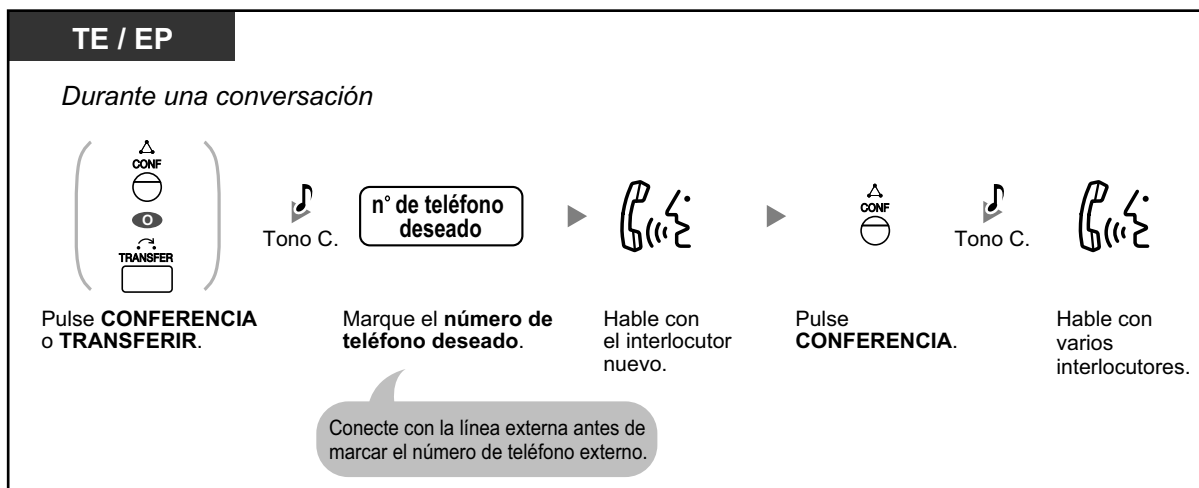 TE / EP
Durante una conversación
CONF
O
TRANSFER
Tono C.
n° de teléfono
deseado
CONF
Tono C.
Pulse CONFERENCIA
o TRANSFERIR.
Marque el número de
teléfono deseado.
Hable con
el interlocutor
nuevo.
Pulse
CONFERENCIA.
Hable con
varios
interlocutores.
Conecte con la línea externa antes de
marcar el número de teléfono externo.